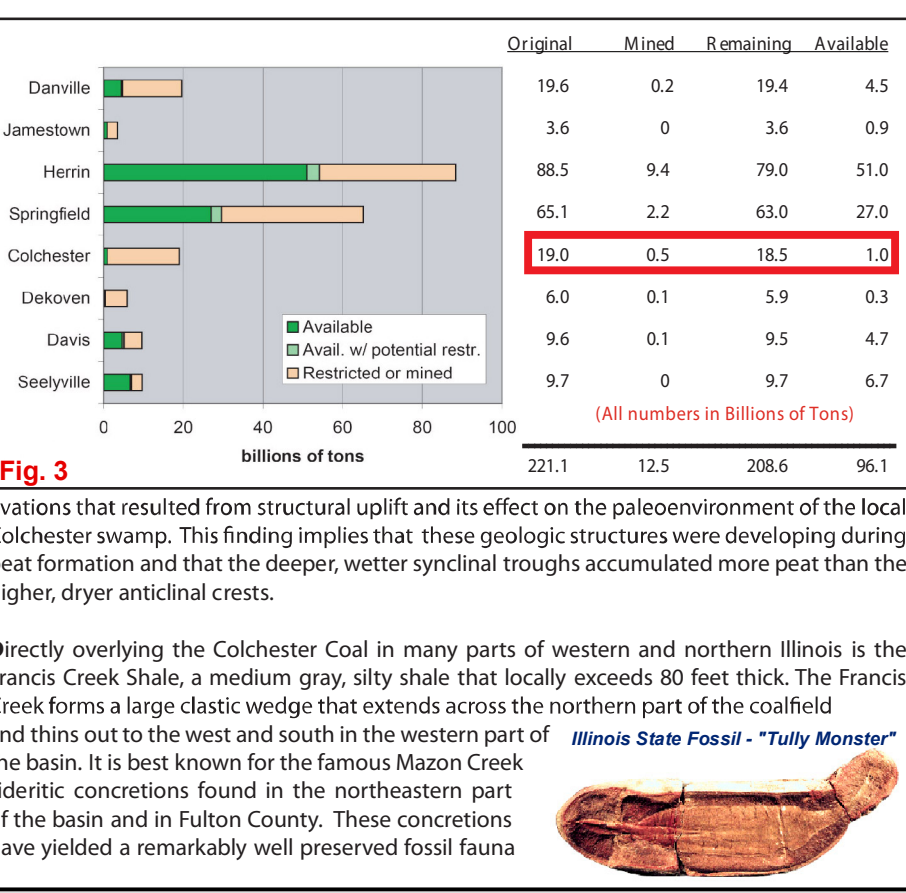 Original Mined Remaining Available
Danville 19.6 0.2 19.4 4.5
Jamestown 3.6 0 3.6 0.9
Herrin 88.5 9.4 79.0 51.0
Springfield 65.1 2.2 63.0 27.0
Colchester 19.0 0.5 18.5 1.0
Dekoven 6.0 0.1 5.9 0.3
Davis 9.6 0.1 9.5 4.7
Seelyville 9.7 0 9.7 6.7
Available
Avail. w/ potential restr.
Restricted or mined
(All numbers in Billions of Tons)
0 20 40 60 80 100
billions of tons
221.1 12.5 208.6 96.1
Fig. 3
vations that resulted from structural uplift and its effect on the paleoenvironment of the local
olchester swamp. This finding implies that these geologic structures were developing during
eat formation and that the deeper, wetter synclinal troughs accumulated more peat than the
igher, dryer anticlinal crests.
irectly overlying the Colchester Coal in many parts of western and northern Illinois is the
rancis Creek Shale, a medium gray, silty shale that locally exceeds 80 feet thick. The Francis
reek forms a large clastic wedge that extends across the northern part of the coalfield
nd thins out to the west and south in the western part of
he basin. It is best known for the famous Mazon Creek
ideritic concretions found in the northeastern part
f the basin and in Fulton County. These concretions
ave yielded a remarkably well preserved fossil fauna
Illinois State Fossil - "Tully Monster"